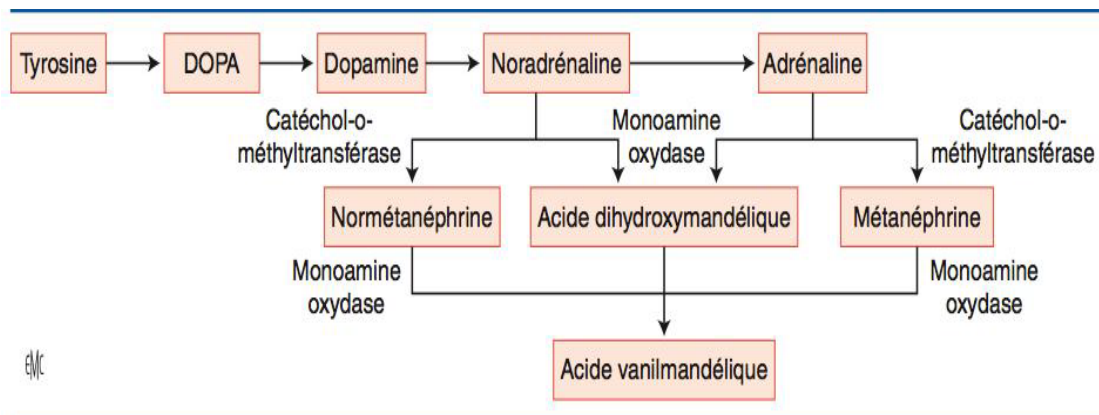 Tyrosine
DOPA
Dopamine
Noradrénaline
Adrénaline
Catéchol-o-
méthyltransférase
Monoamine
oxydase
Catéchol-o-
méthyltransférase
Normétanéphrine
Acide dihydroxymandélique
Métanéphrine
Monoamine
oxydase
Monoamine
oxydase
Acide vanilmandélique
EMC